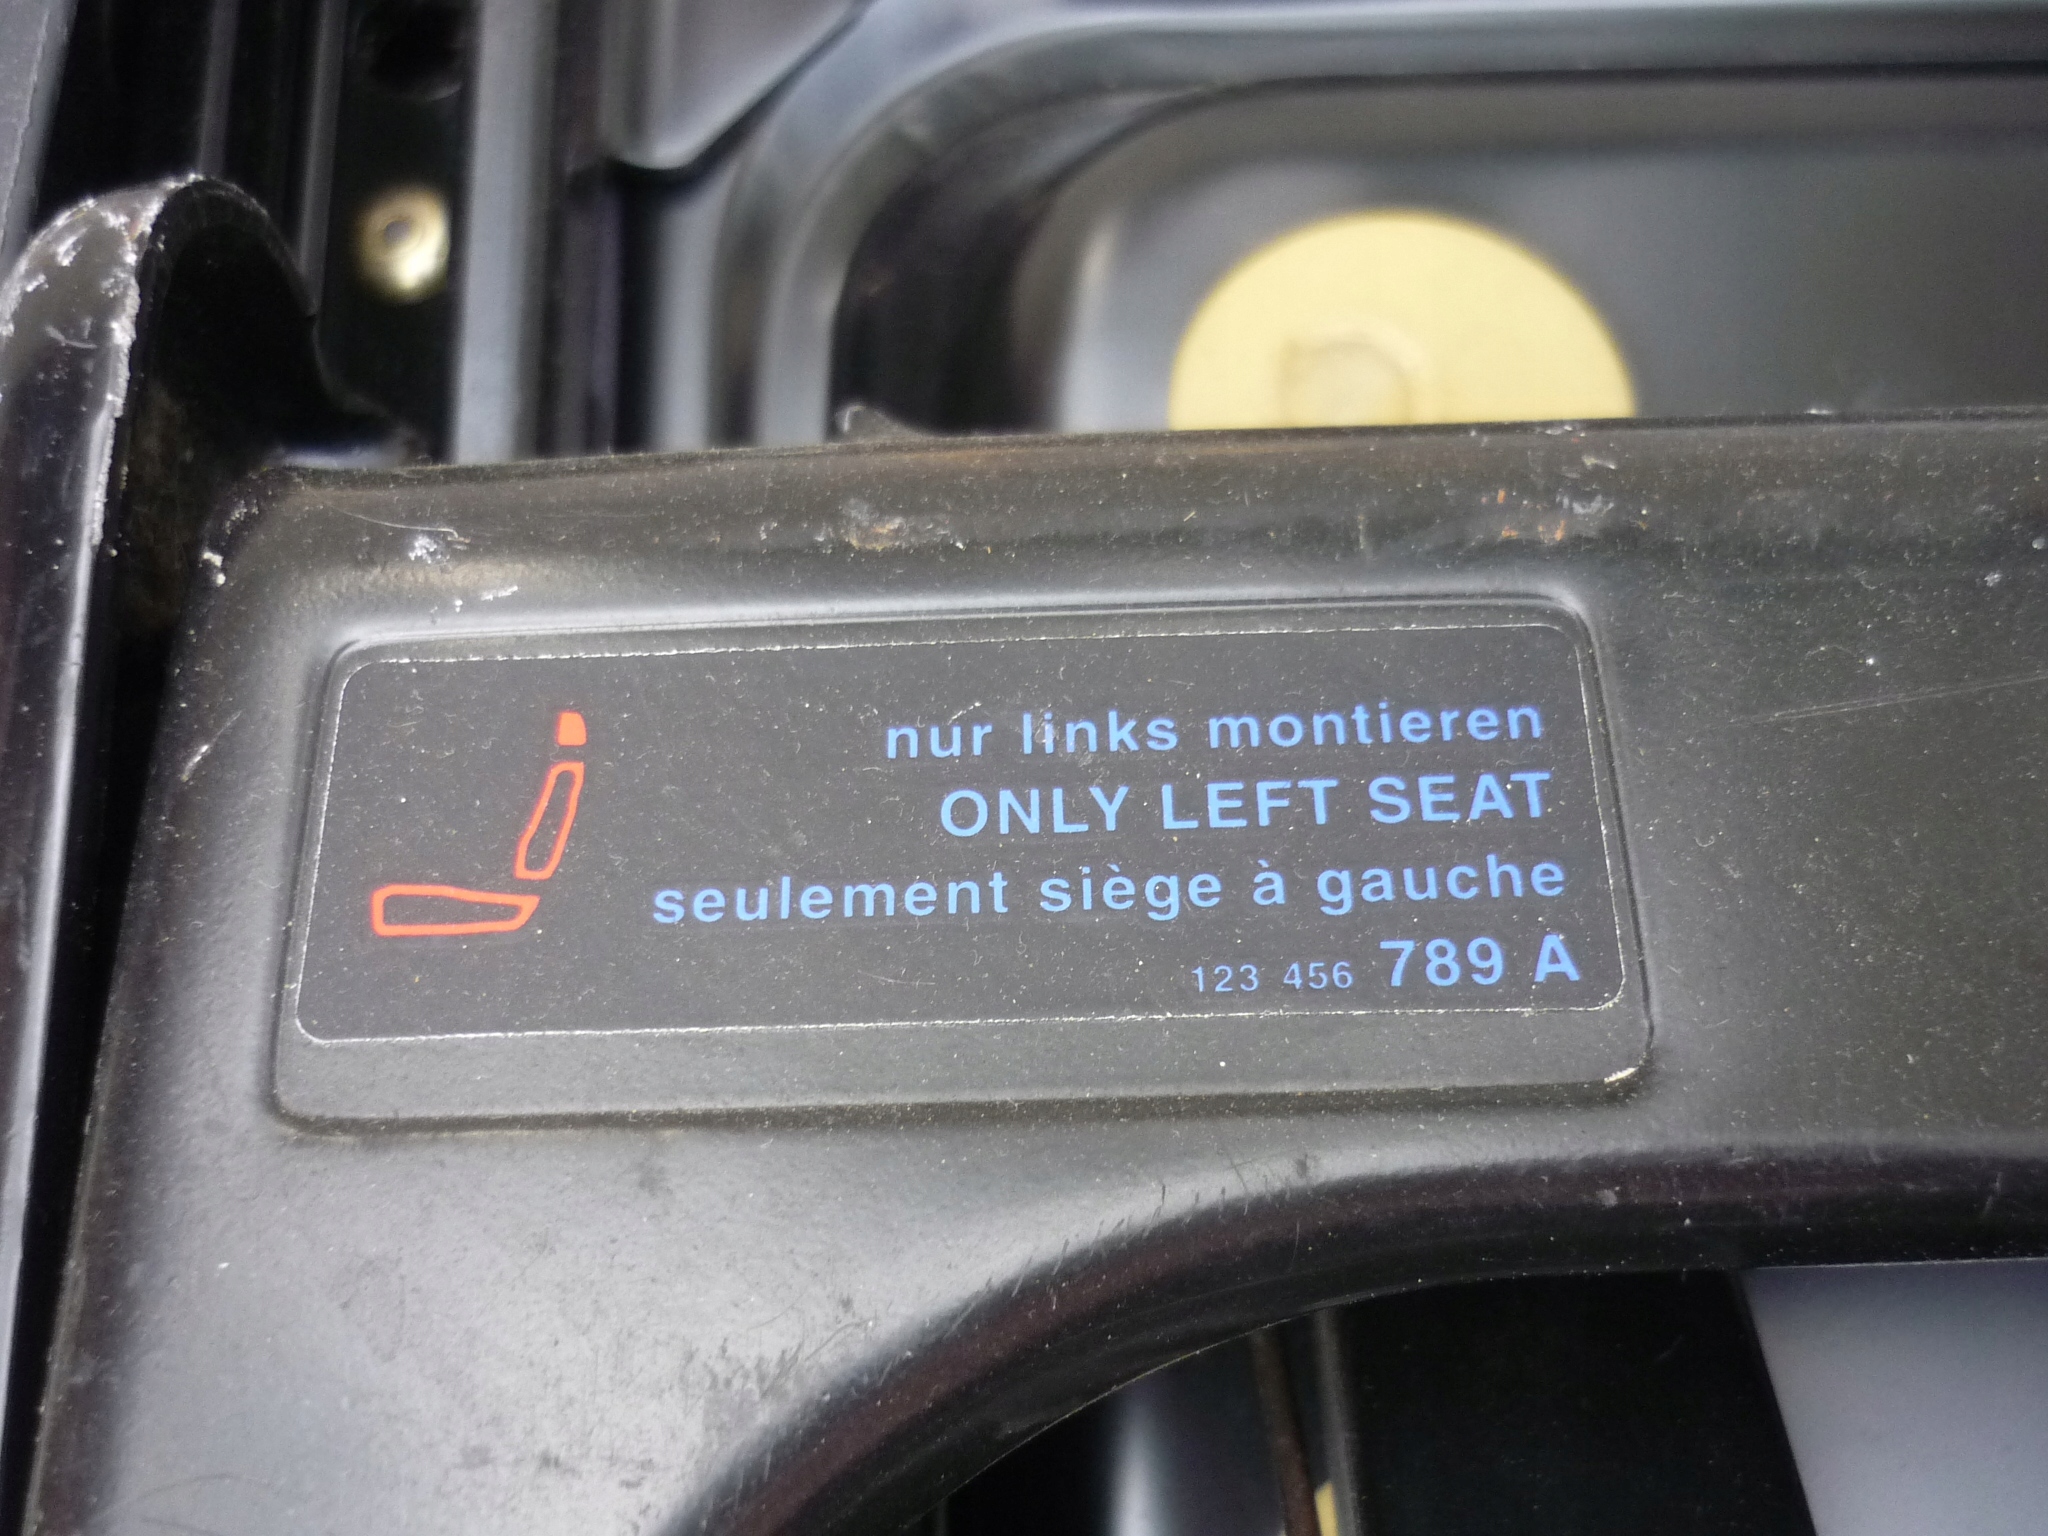 nur links montieren
ONLY LEFT SEAT
seulement siège à gauche
123 456 789 A